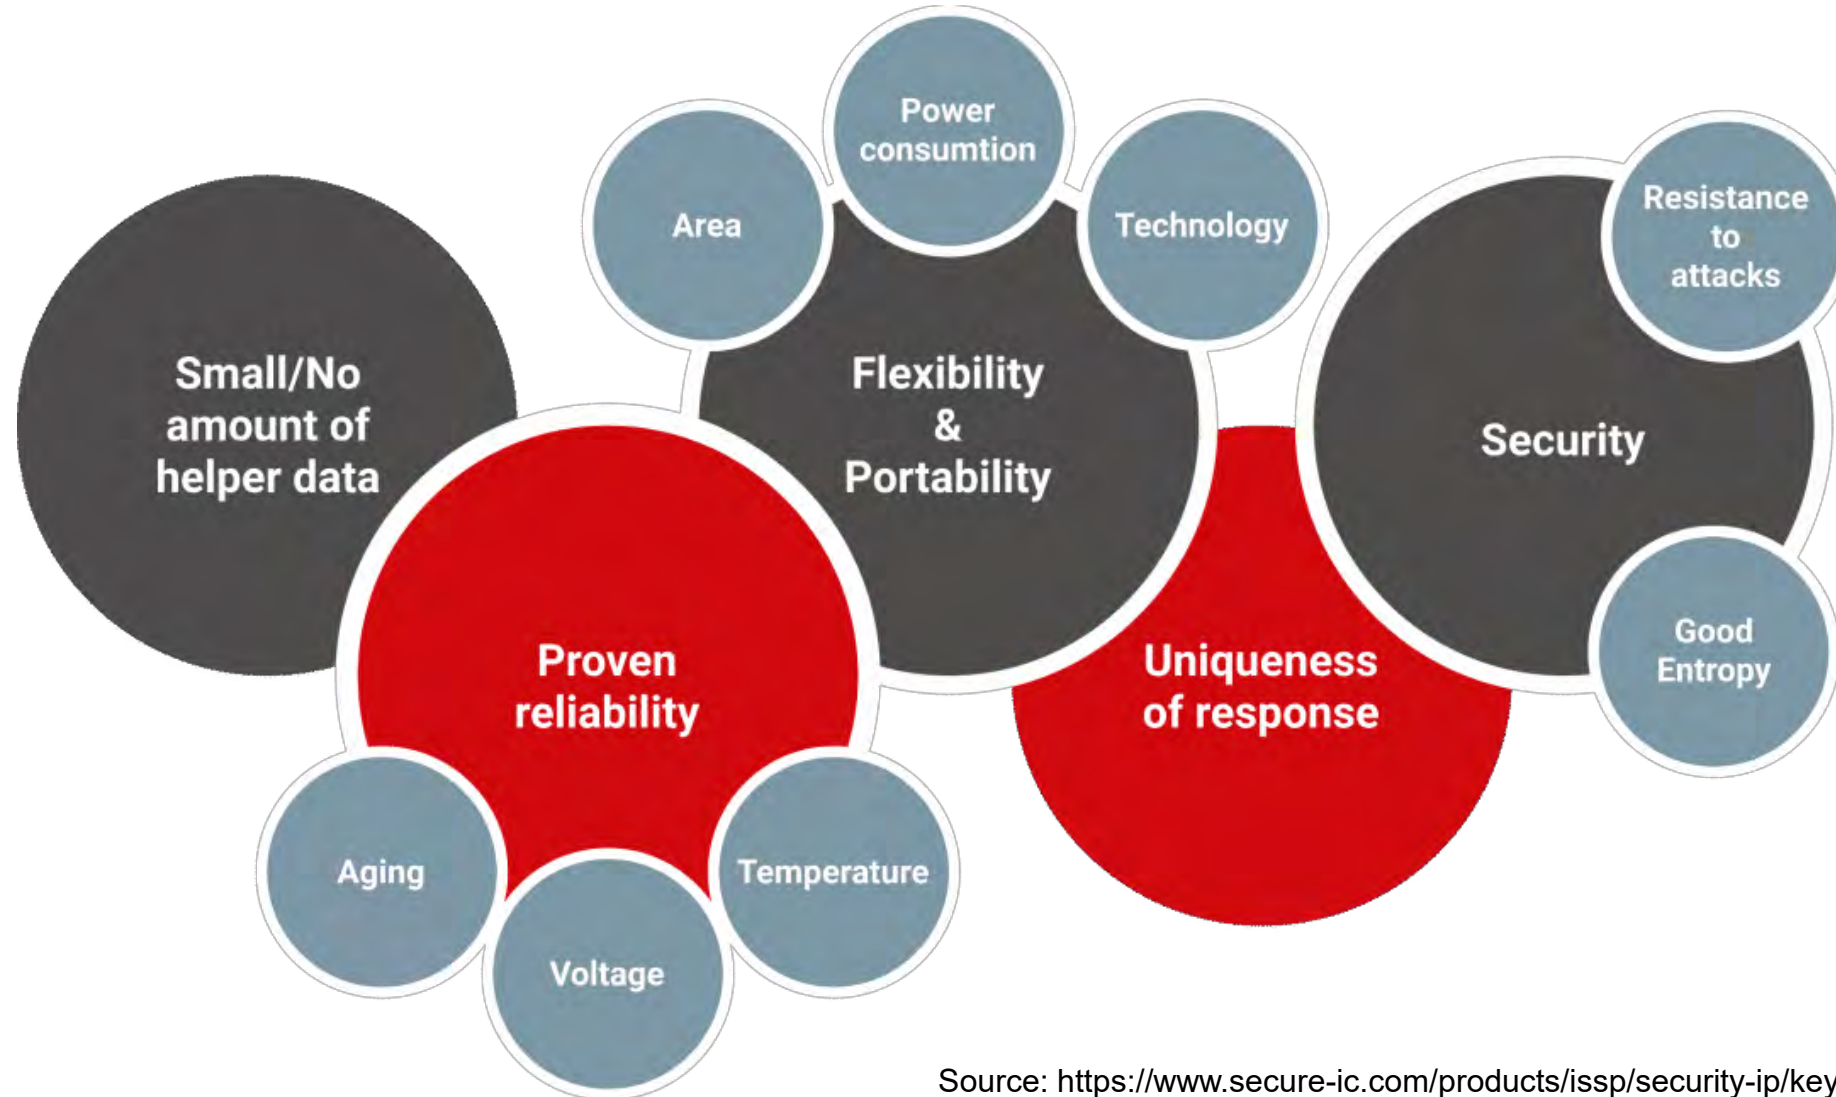 Small/No
amount of
helper data
Proven
reliability
Aging
Voltage
Temperature
Area
Power
consumtion
Technology
Flexibility
&
Portability
Uniqueness
of response
Security
Resistance
to
attacks
Good
Entropy
Source: https://www.secure-ic.com/products/issp/security-ip/key